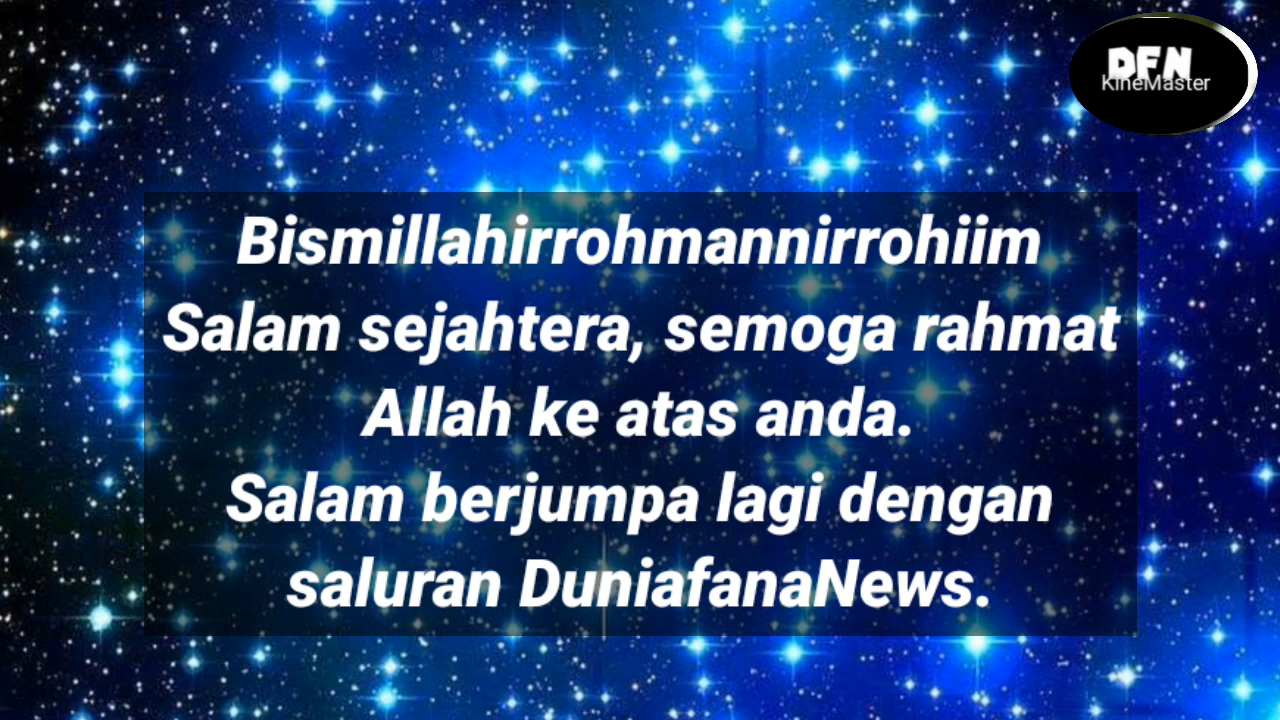 DFN
KineMaster
Bismillahirrohmannirrohiim
Salam sejahtera, semoga rahmat
Allah ke atas anda.
Salam berjumpa lagi dengan
saluran DuniafanaNews.